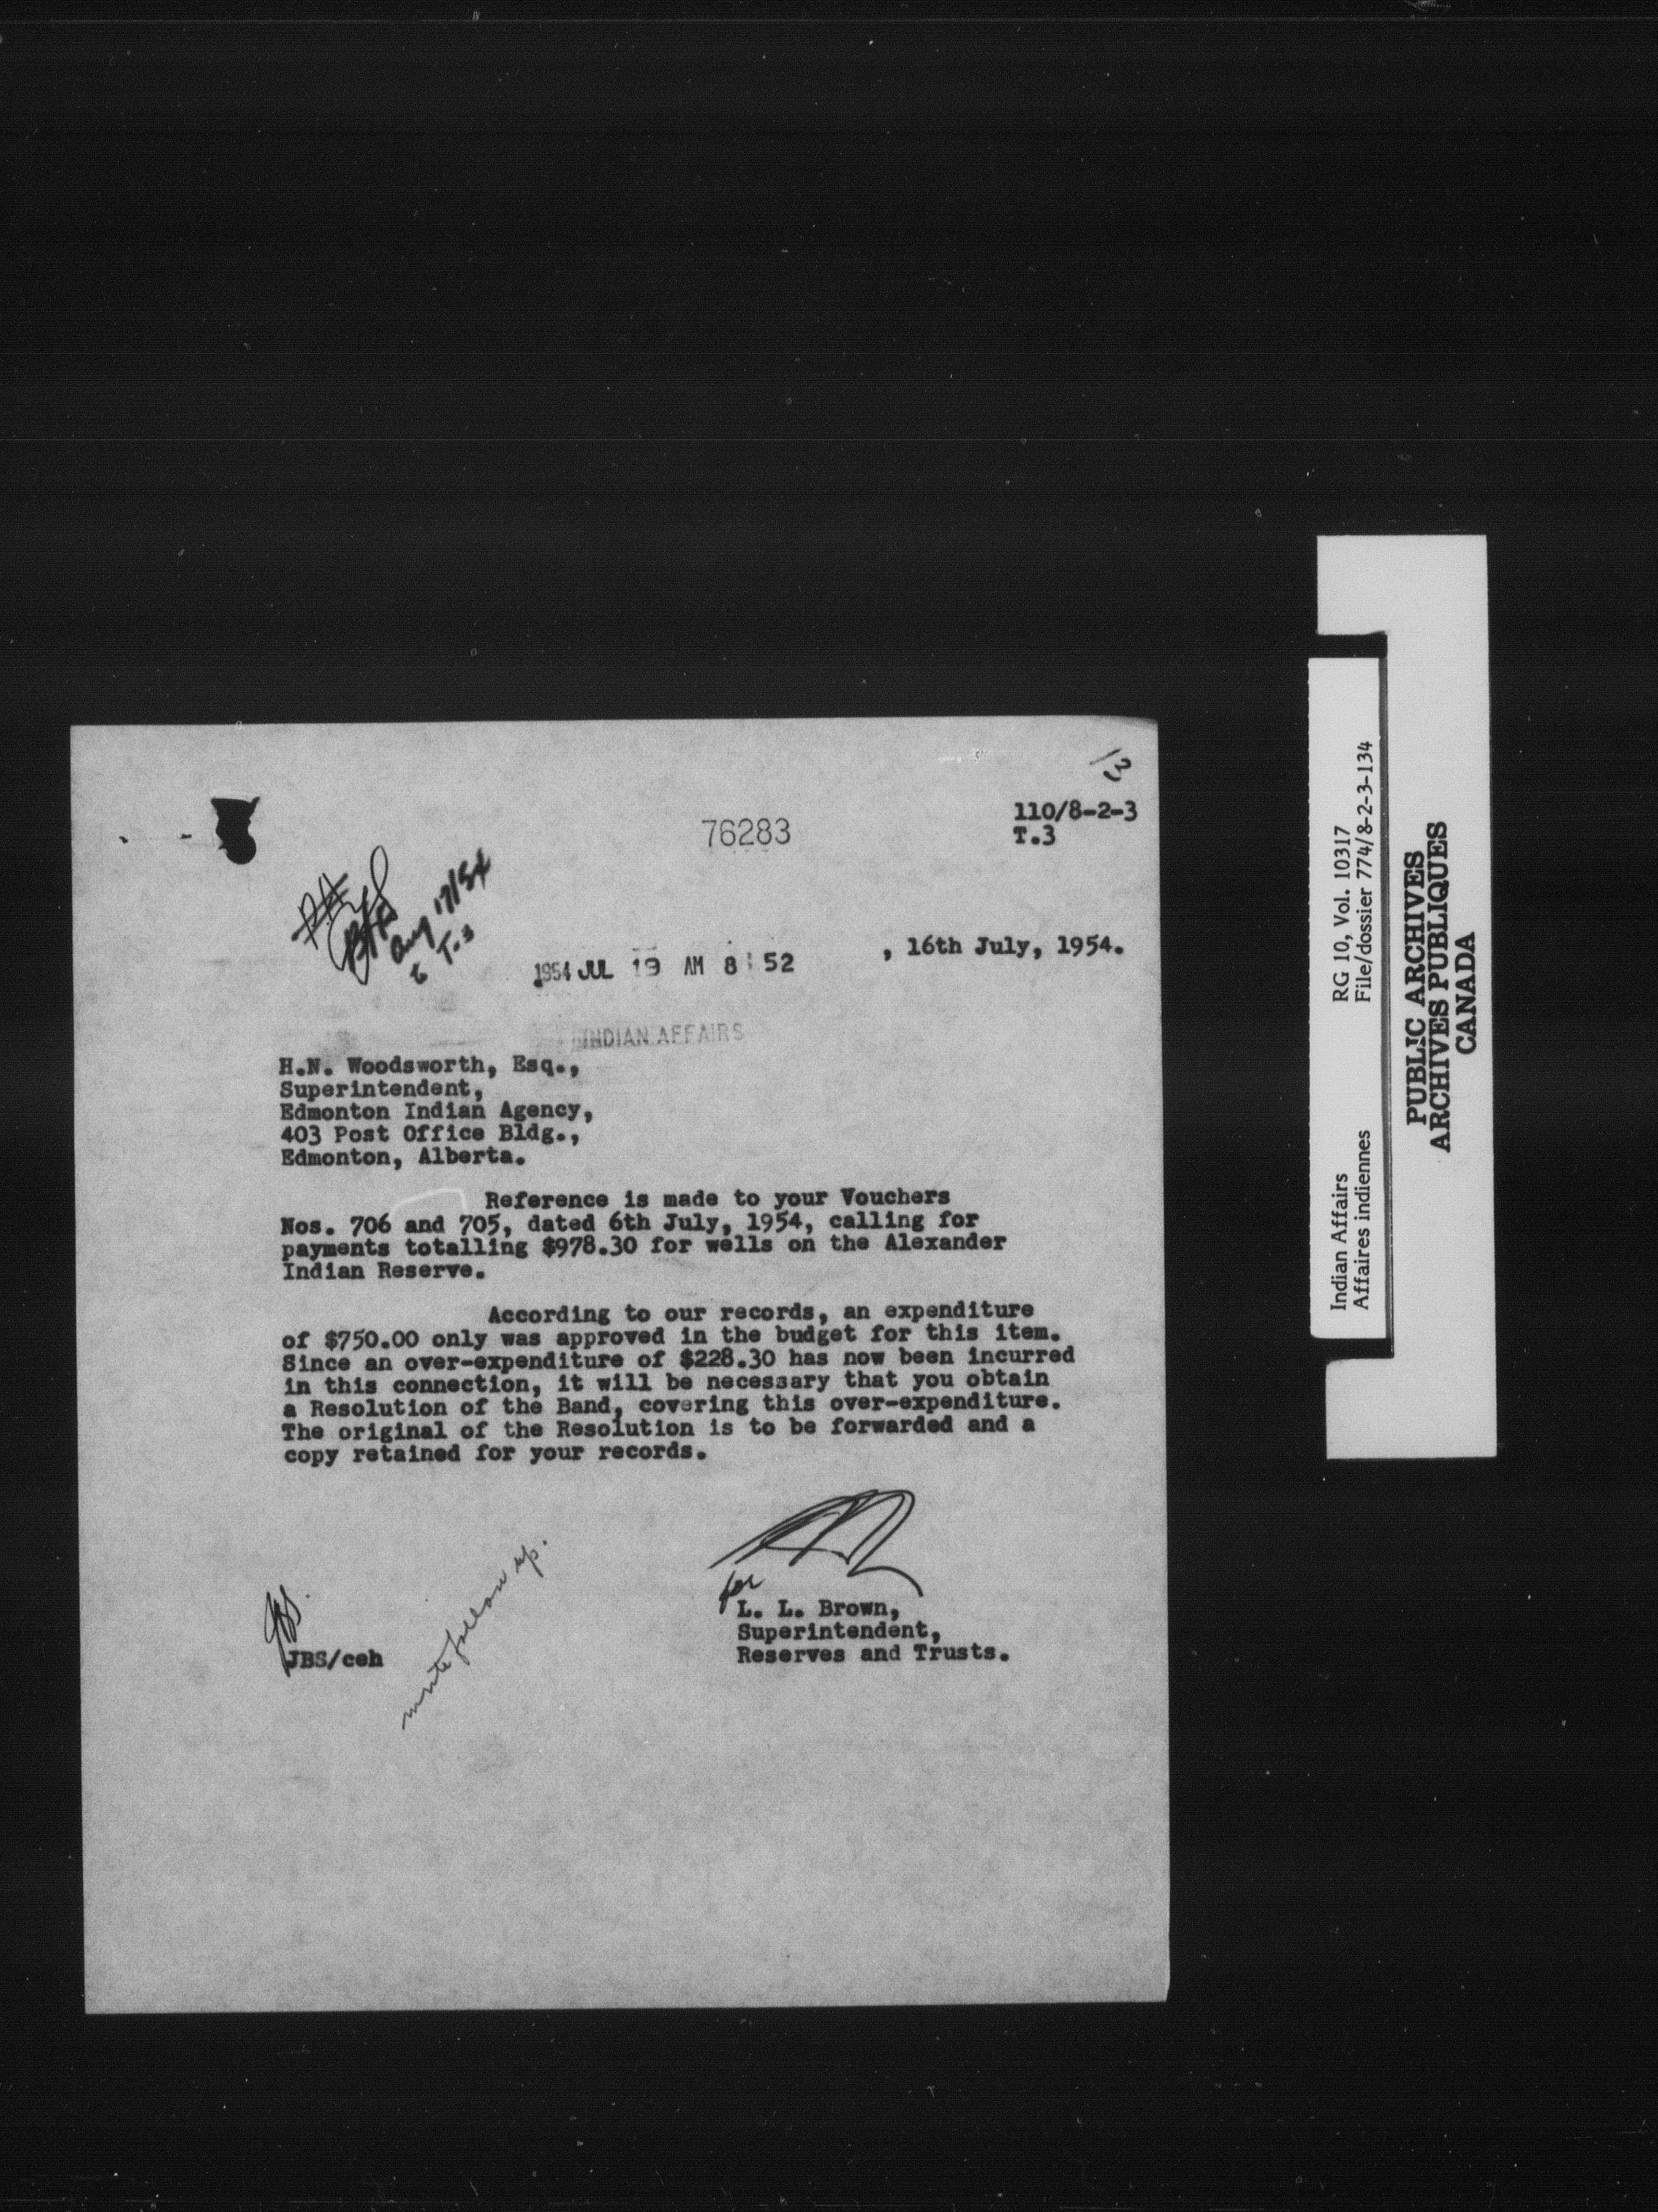 13
110/8-2-3
T.3
76283
Aug 17/54
T.3
1954 JUL 19 AM 8:52
, 16th July, 1954.
INDIAN AFFAIRS
H.N. Woodsworth, Esq.,
Superintendent,
Edmonton Indian Agency,
403 Post Office Bldg.,
Edmonton, Alberta.
Reference is made to your Vouchers
Nos. 706 and 705, dated 6th July, 1954, calling for
payments totalling $978.30 for wells on the Alexander
Indian Reserve.
According to our records, an expenditure
of $750.00 only was approved in the budget for this item.
Since an over-expenditure of $228.30 has now been incurred
in this connection, it will be necessary that you obtain
a Resolution of the Band, covering this over-expenditure.
The original of the Resolution is to be forwarded and a
copy retained for your records.
for
L. L. Brown,
Superintendent,
Reserves and Trusts.
JBS/ceh
write follow up.
Indian Affairs RG 10, Vol. 10317
Affaires indiennes File/dossier 774/8-2-3-134
PUBLIC ARCHIVES
ARCHIVES PUBLIQUES
CANADA